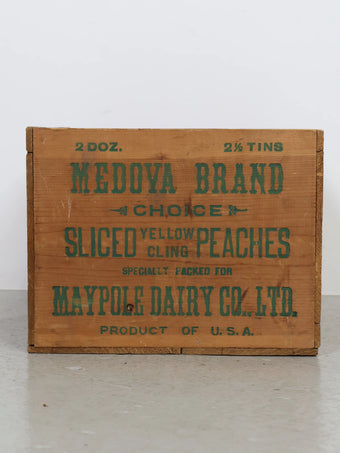 2 DOZ. 2½ TINS
MEDOVA BRAND
CHOICE
SLICED YELLOW CLING PEACHES
SPECIALLY PACKED FOR
MAYPOLE DAIRY CO., LTD.
PRODUCT OF U.S.A.